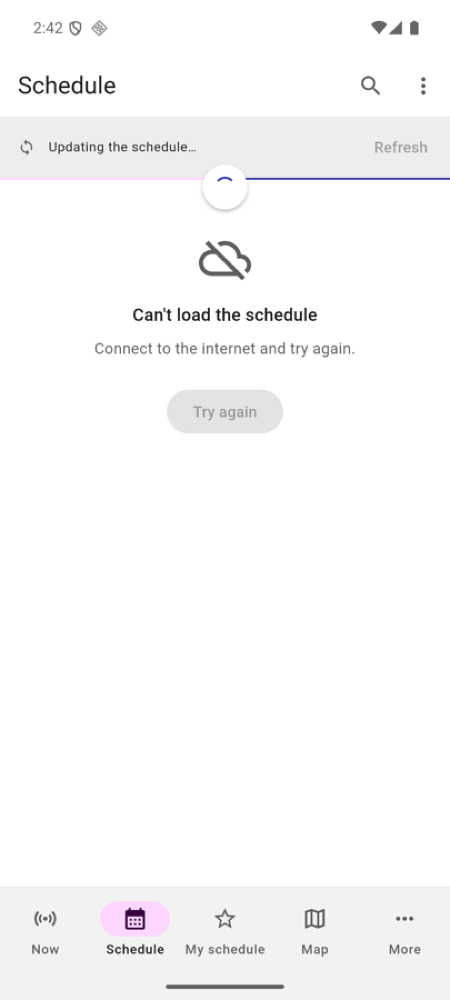 2:42
Schedule
Updating the schedule…
Refresh
Can't load the schedule
Connect to the internet and try again.
Try again
Now
Schedule
My schedule
Map
More